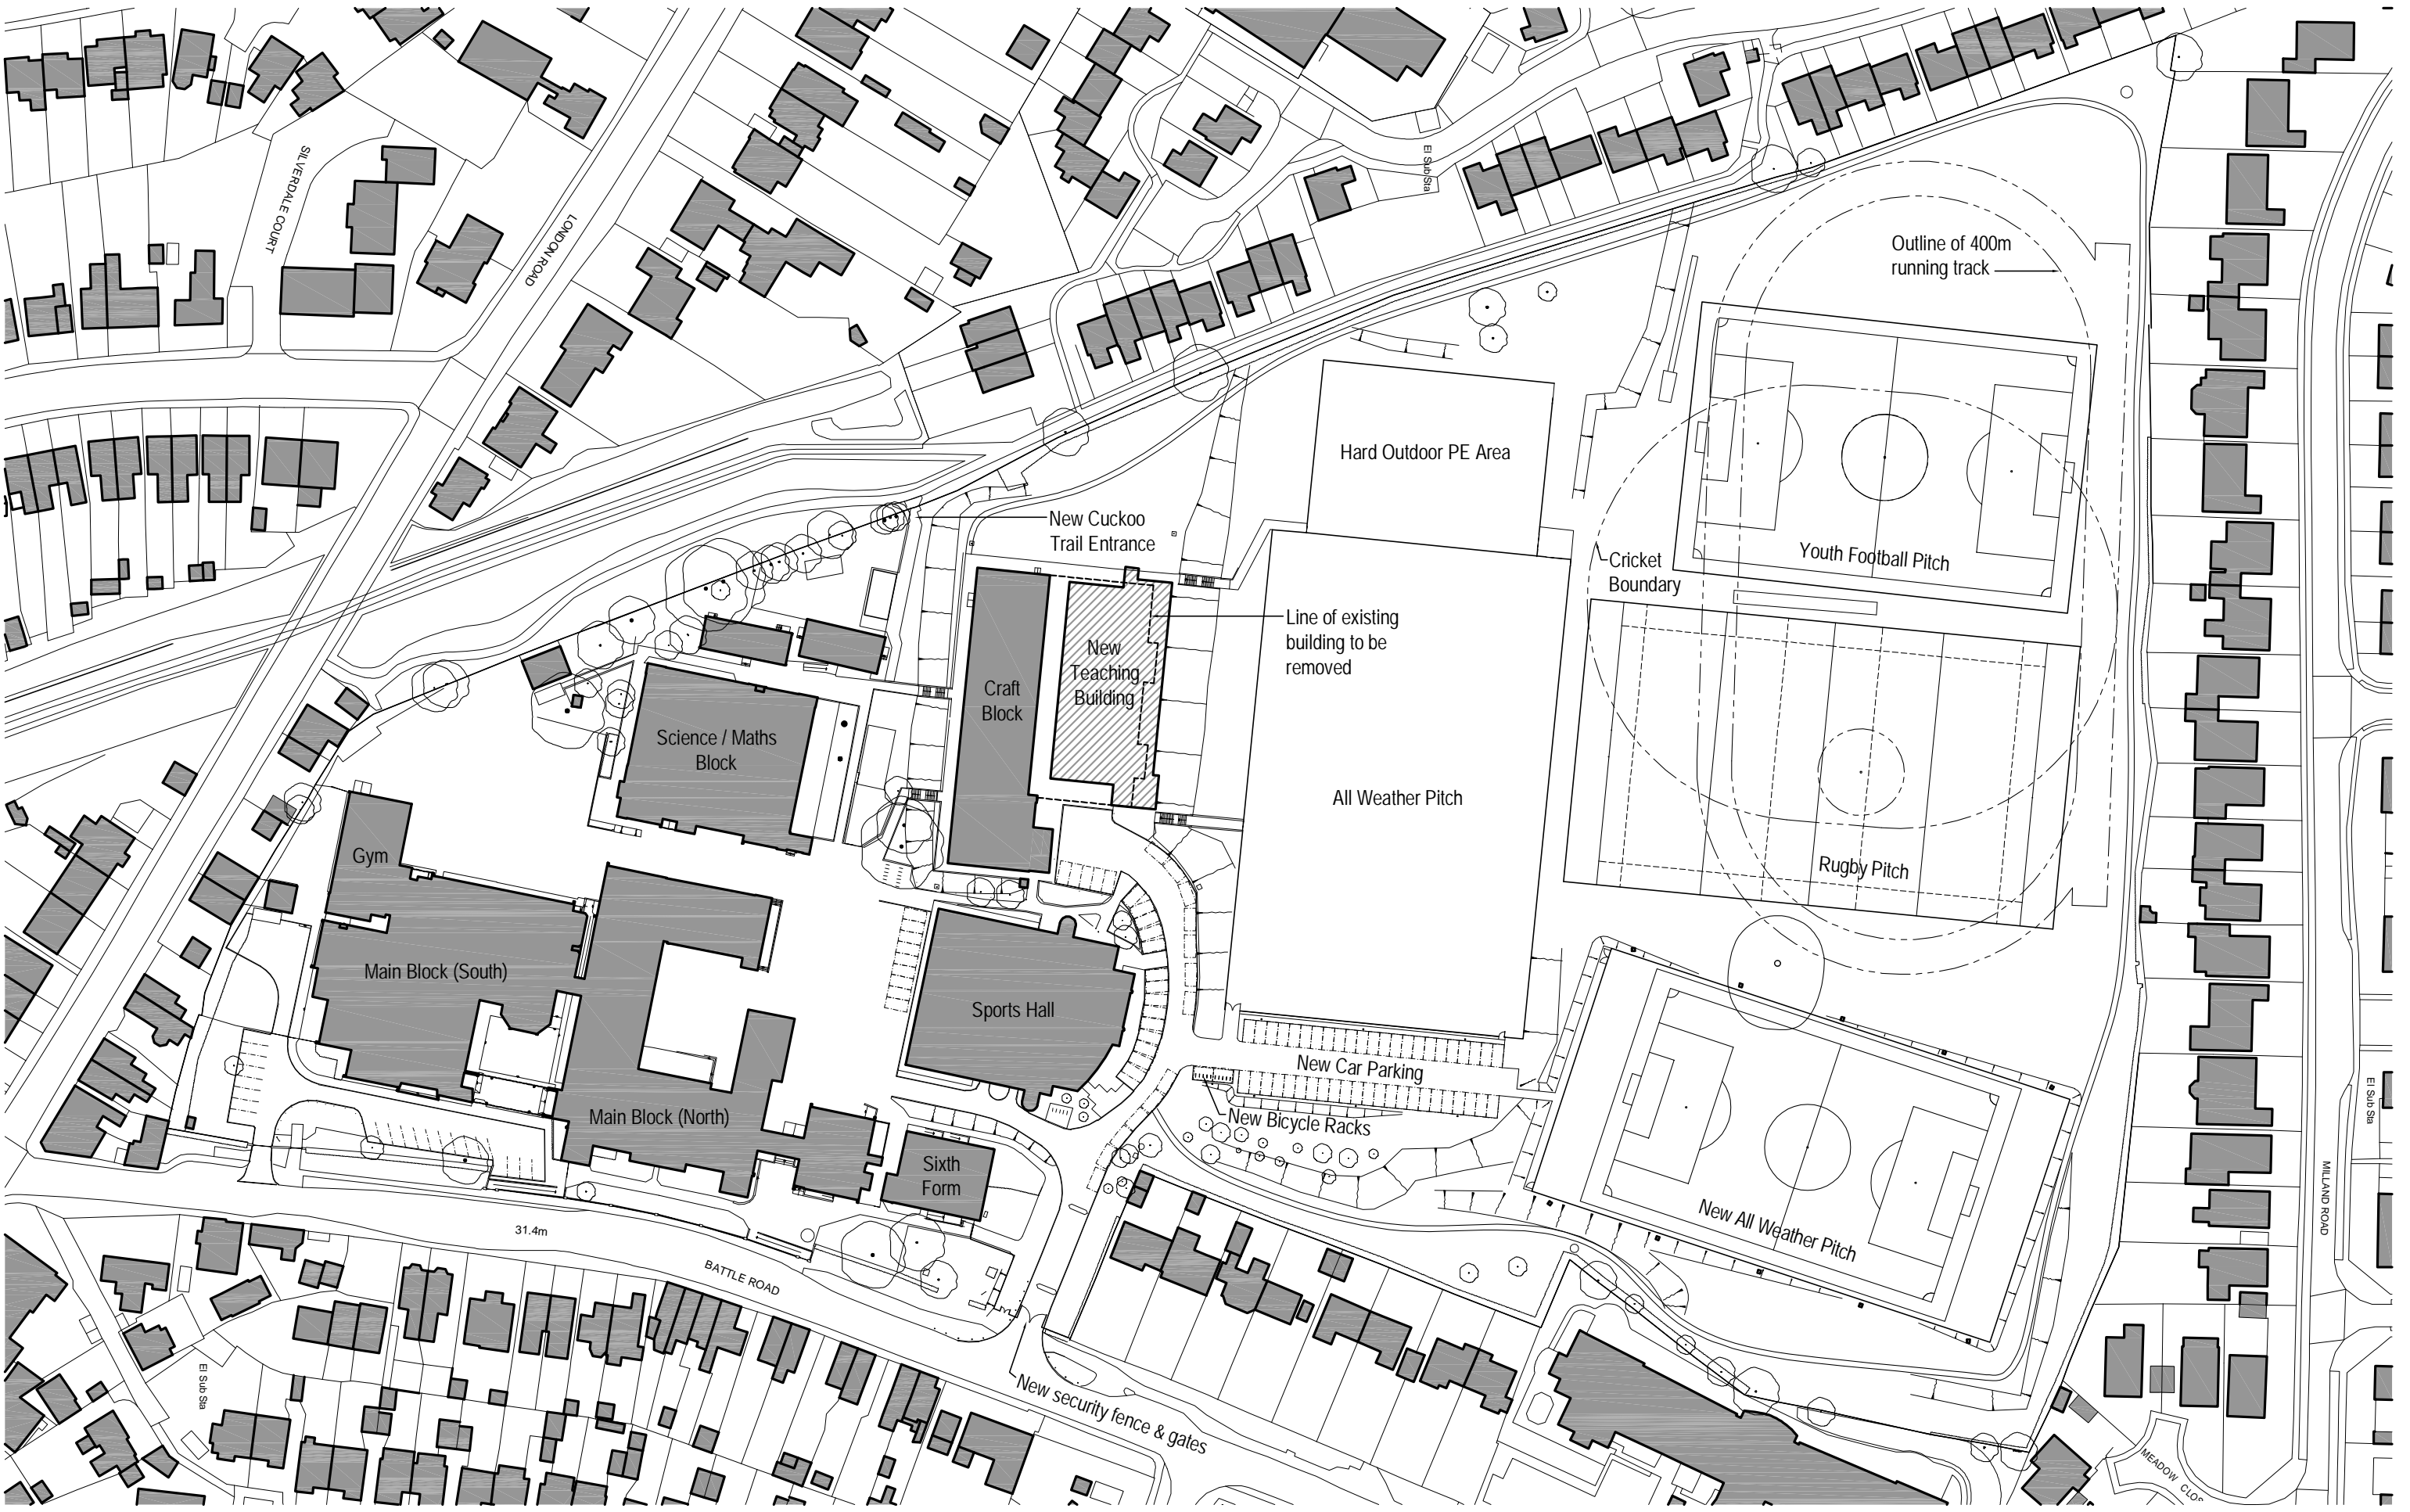 SILVERDALE COURT
LONDON ROAD
El Sub Sta
Outline of 400m
running track
Hard Outdoor PE Area
New Cuckoo
Trail Entrance
Cricket
Boundary
Youth Football Pitch
Line of existing
building to be
removed
New
Teaching
Building
Craft
Block
Science / Maths
Block
All Weather Pitch
Rugby Pitch
Gym
Main Block (South)
Sports Hall
New Car Parking
New Bicycle Racks
Main Block (North)
Sixth
Form
New All Weather Pitch
El Sub Sta
MILLAND ROAD
31.4m
BATTLE ROAD
El Sub Sta
New security fence & gates
MEADOW CLOS